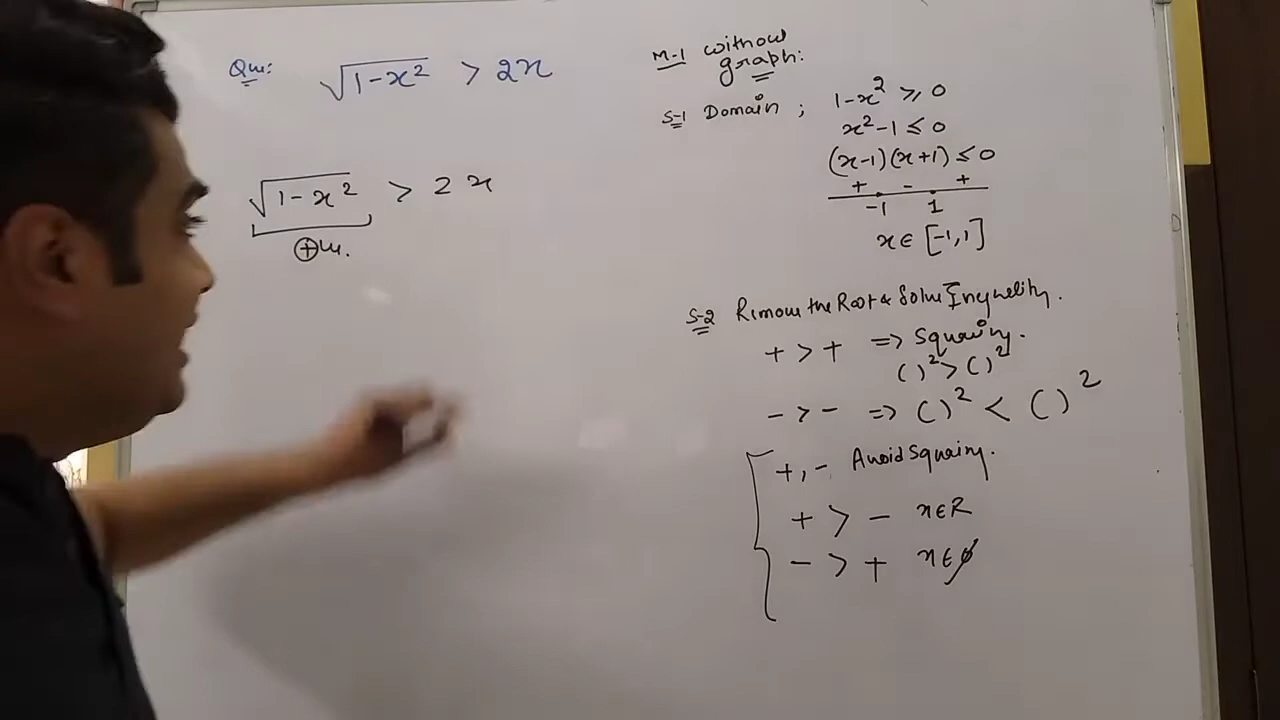 Qus: √(1-x²) > 2x
√(1-x²) > 2x
⊕ve.
M-1 without
graph:
S-1 Domain ; 1-x² ≥ 0
x²-1 ≤ 0
(x-1)(x+1) ≤ 0
+ - +
-1 1
x ∈ [-1,1]
S-2 Remove the Root & Solve Inequality.
+ > + => Squaring.
( )² > ( )²
- > - => ( )² < ( )²
+, - Avoid Squaring.
+ > - x∈R
- > + x∈ϕ